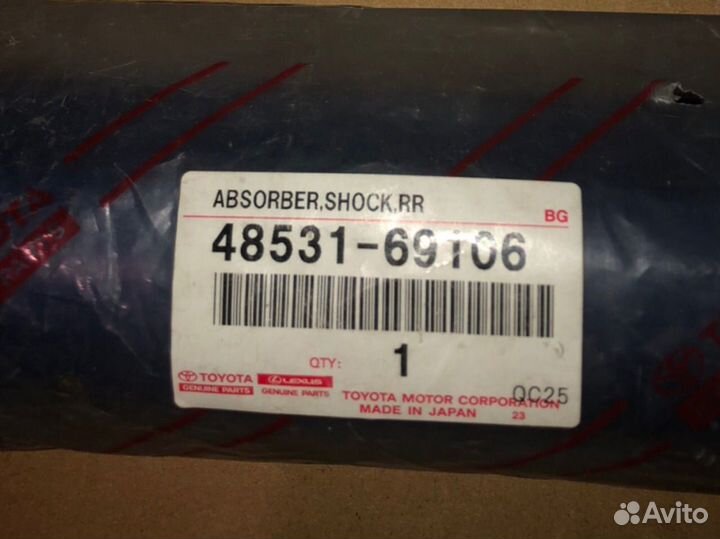 ABSORBER,SHOCK,RR
BG
48531-69106
QTY: 1
TOYOTA
GENUINE PARTS
LEXUS
GENUINE PARTS
TOYOTA MOTOR CORPORATION
QC25
MADE IN JAPAN 23
Avito